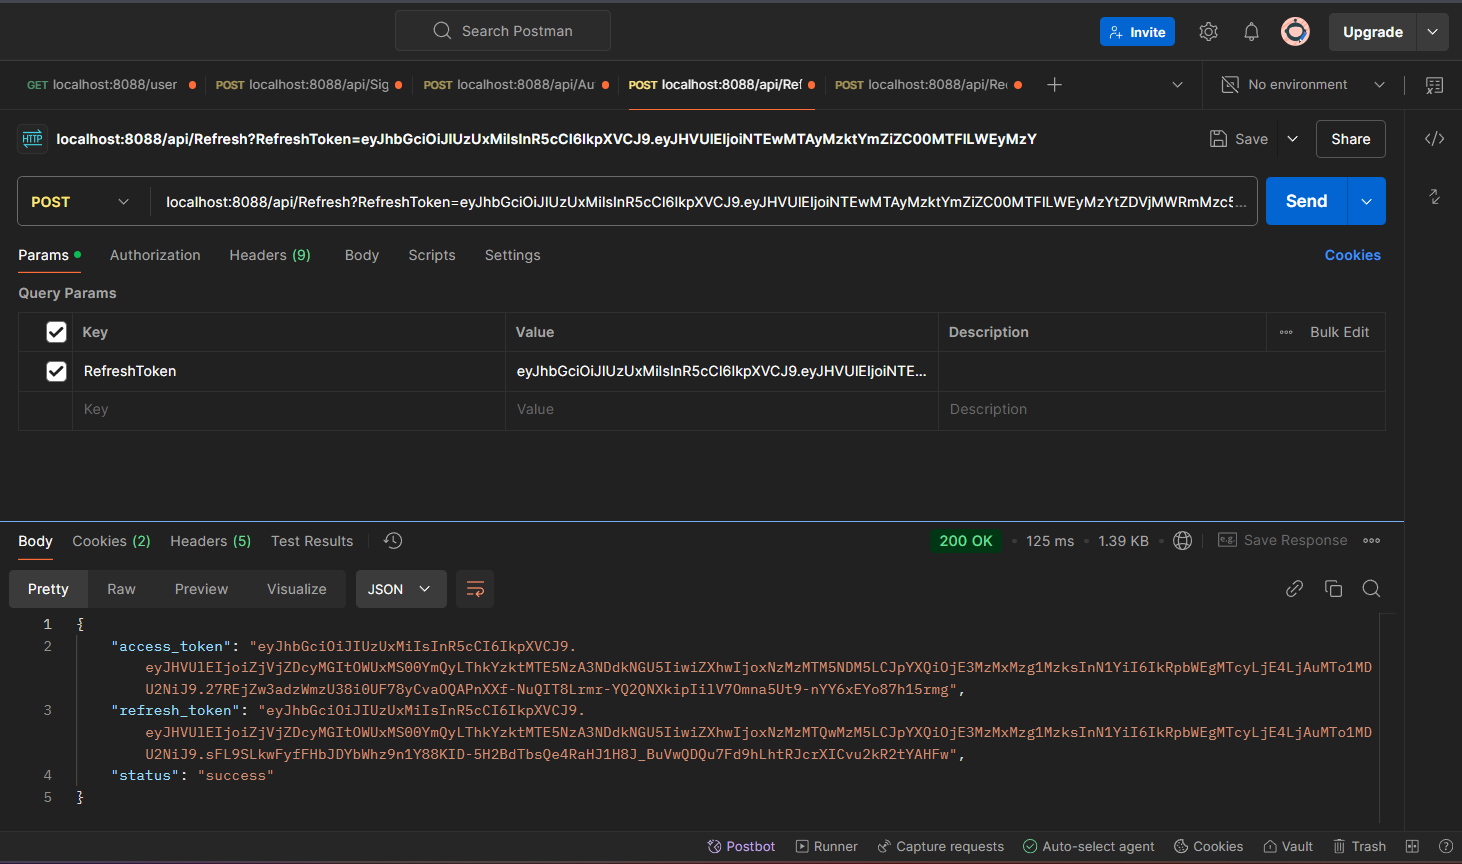 Search Postman
Invite
Upgrade
GET localhost:8088/user
POST localhost:8088/api/Sig
POST localhost:8088/api/Au
POST localhost:8088/api/Ref
POST localhost:8088/api/Re
No environment
HTTP
localhost:8088/api/Refresh?RefreshToken=eyJhbGciOiJIUzUxMiIsInR5cCI6IkpXVCJ9.eyJHVUlEIjoiNTEwMTAyMzktYmZiZC00MTFlLWEyMzY
Save
Share
POST
localhost:8088/api/Refresh?RefreshToken=eyJhbGciOiJIUzUxMiIsInR5cCI6IkpXVCJ9.eyJHVUlEIjoiNTEwMTAyMzktYmZiZC00MTFlLWEyMzYtZDVjMWRmMzc5...
Send
Params
Authorization
Headers (9)
Body
Scripts
Settings
Cookies
Query Params
Key
Value
Description
Bulk Edit
RefreshToken
eyJhbGciOiJIUzUxMiIsInR5cCI6IkpXVCJ9.eyJHVUlEIjoiNTE...
Key
Value
Description
Body
Cookies (2)
Headers (5)
Test Results
200 OK
125 ms
1.39 KB
e.g.
Save Response
Pretty
Raw
Preview
Visualize
JSON
1 {
2 "access_token": "eyJhbGciOiJIUzUxMiIsInR5cCI6IkpXVCJ9.
eyJHVUlEIjoiZjVjZDcyMGItOWUxMS00YmQyLThkYzktMTE5NzA3NDdkNGU5IiwiZXhwIjoxNzMzMTM5NDM5LCJpYXQiOjE3MzMxMzg1MzksInN1YiI6IkRpbWEgMTcyLjE4LjAuMTo1MD
U2NiJ9.27REjZw3adzWmzU38i0UF78yCvaOQAPnXXf-NuQIT8Lrmr-YQ2QNXkipIilV7Omna5Ut9-nYY6xEYo87h15rmg",
3 "refresh_token": "eyJhbGciOiJIUzUxMiIsInR5cCI6IkpXVCJ9.
eyJHVUlEIjoiZjVjZDcyMGItOWUxMS00YmQyLThkYzktMTE5NzA3NDdkNGU5IiwiZXhwIjoxNzMzMTQwMzM5LCJpYXQiOjE3MzMxMzg1MzksInN1YiI6IkRpbWEgMTcyLjE4LjAuMTo1MD
U2NiJ9.sFL9SLkwFyfFHbJDYbWhz9n1Y88KID-5H2BdTbsQe4RaHJ1H8J_BuVwQDQu7Fd9hLhtRJcrXICvu2kR2tYAHFw",
4 "status": "success"
5 }
Postbot
Runner
Capture requests
Auto-select agent
Cookies
Vault
Trash